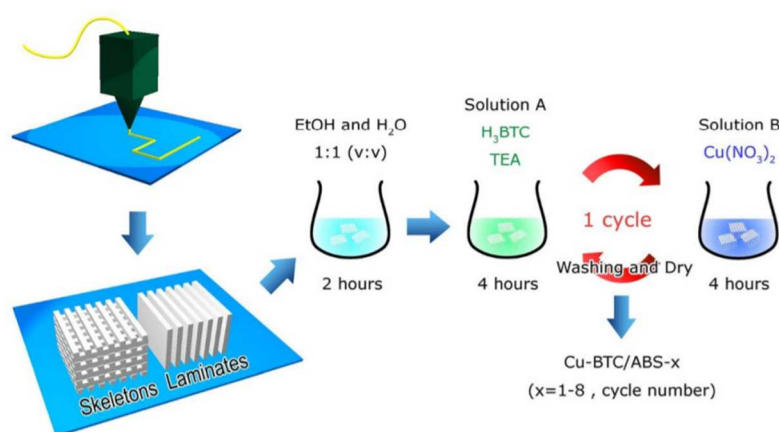 EtOH and H₂O
1:1 (v:v)
2 hours
Solution A
H₃BTC
TEA
4 hours
1 cycle
Washing and Dry
Solution B
Cu(NO₃)₂
4 hours
Skeletons Laminates
Cu-BTC/ABS-x
(x=1-8 , cycle number)